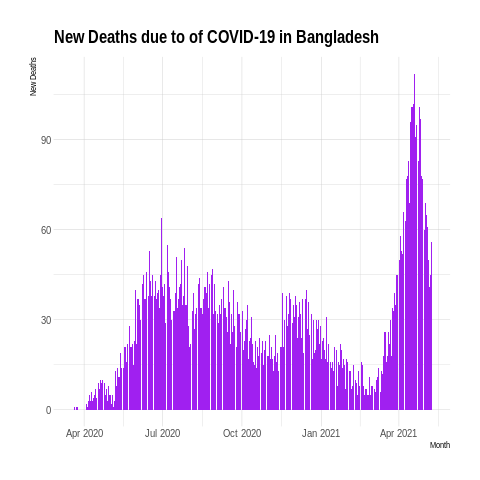 New Deaths due to of COVID-19 in Bangladesh
New Deaths
90
60
30
0
Apr 2020 Jul 2020 Oct 2020 Jan 2021 Apr 2021
Month